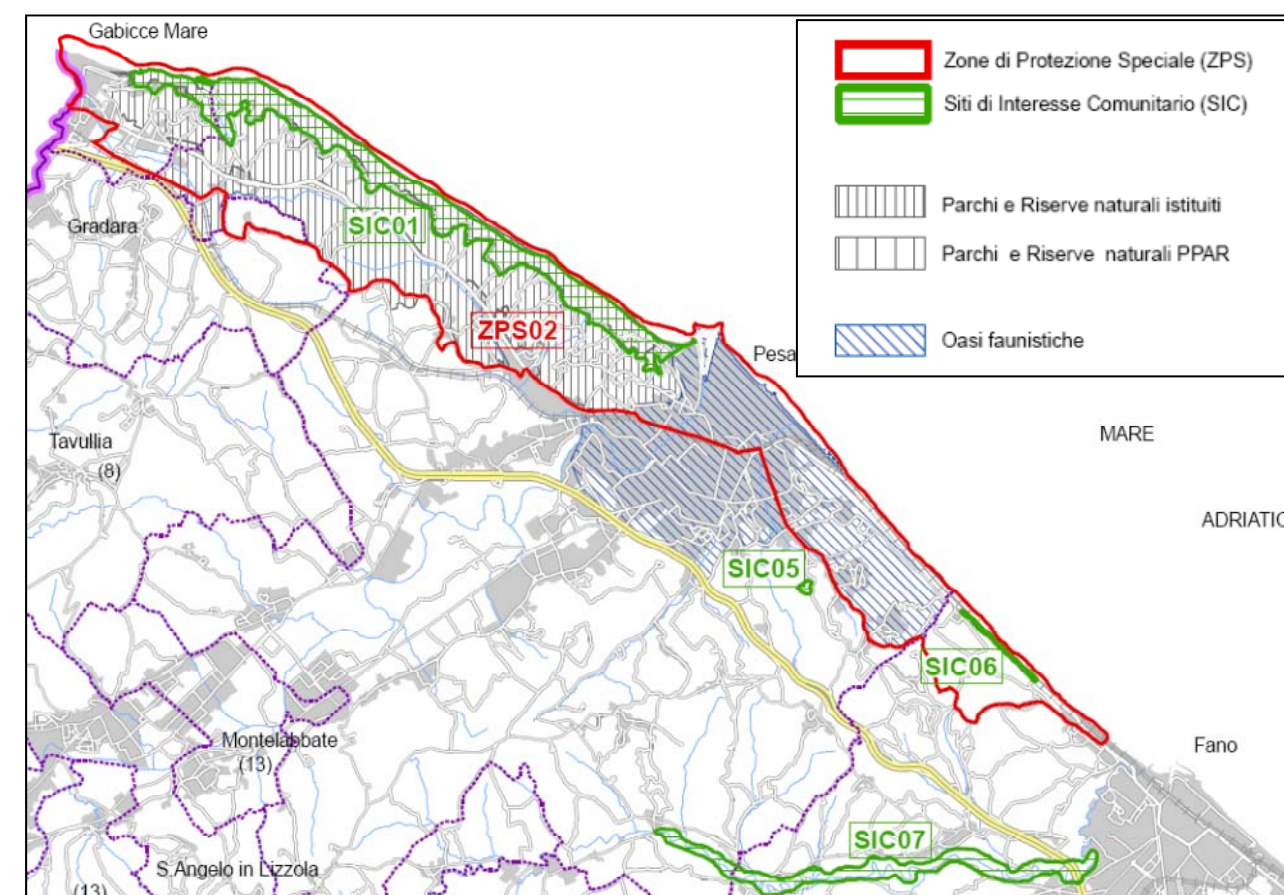 Gabicce Mare
Zone di Protezione Speciale (ZPS)
Siti di Interesse Comunitario (SIC)
Parchi e Riserve naturali istituiti
Parchi e Riserve naturali PPAR
Oasi faunistiche
Gradara
SIC01
ZPS02
Pesa
Tavullia
(8)
MARE
ADRIATIC
SIC05
SIC06
Montelabbate
(13)
Fano
SIC07
S.Angelo in Lizzola
(13)